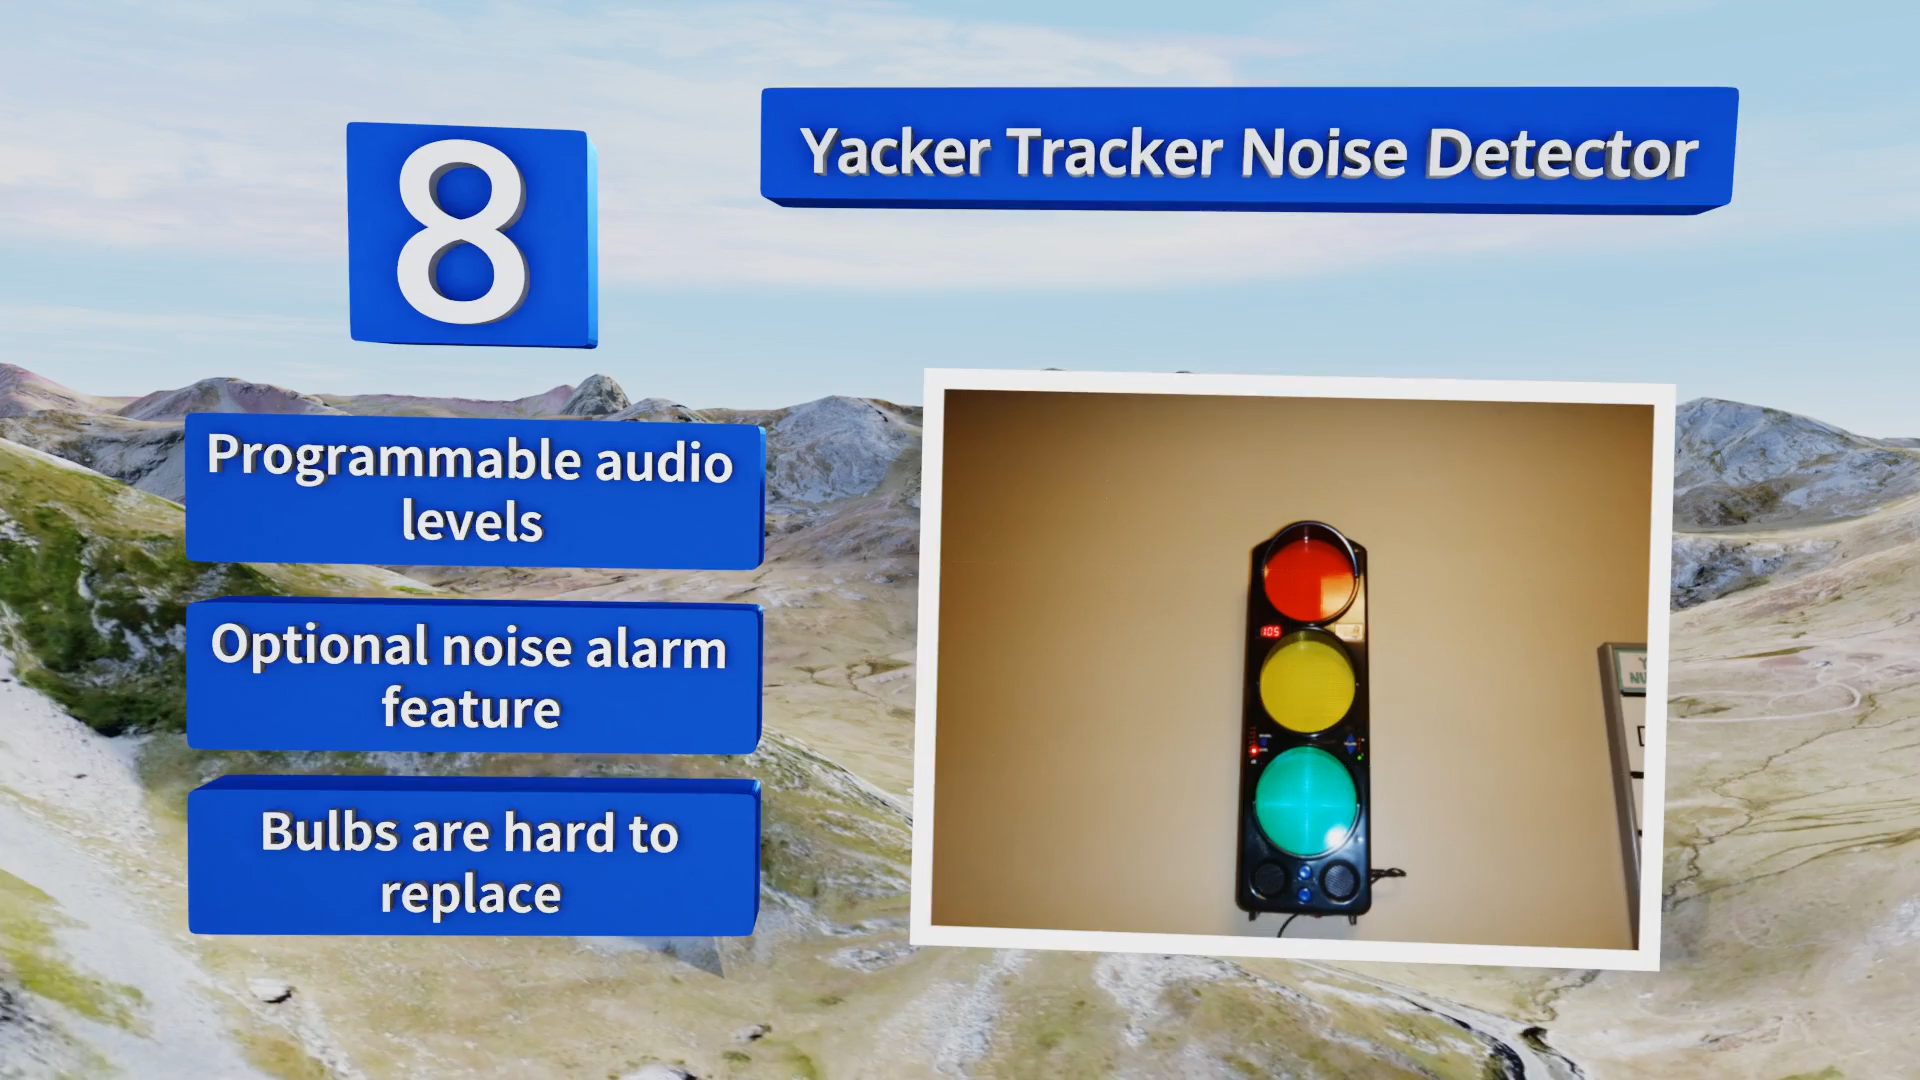 8
Yacker Tracker Noise Detector
Programmable audio
levels
Optional noise alarm
feature
Bulbs are hard to
replace
105